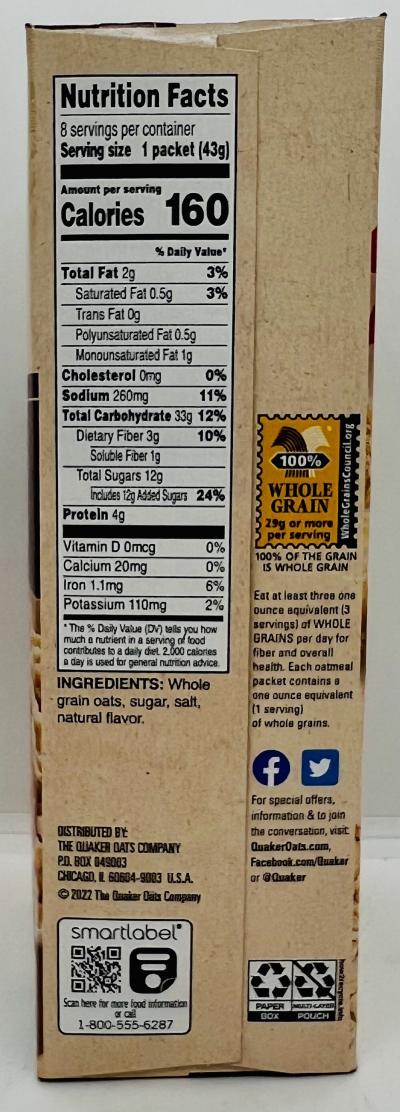 Nutrition Facts
8 servings per container
Serving size 1 packet (43g)
Amount per serving
Calories 160
% Daily Value*
Total Fat 2g 3%
Saturated Fat 0.5g 3%
Trans Fat 0g
Polyunsaturated Fat 0.5g
Monounsaturated Fat 1g
Cholesterol 0mg 0%
Sodium 260mg 11%
Total Carbohydrate 33g 12%
Dietary Fiber 3g 10%
Soluble Fiber 1g
Total Sugars 12g
Includes 12g Added Sugars 24%
Protein 4g
Vitamin D 0mcg 0%
Calcium 20mg 0%
Iron 1.1mg 6%
Potassium 110mg 2%
* The % Daily Value (DV) tells you how
much a nutrient in a serving of food
contributes to a daily diet. 2,000 calories
a day is used for general nutrition advice.
INGREDIENTS: Whole
grain oats, sugar, salt,
natural flavor.
DISTRIBUTED BY:
THE QUAKER OATS COMPANY
P.O. BOX 049003
CHICAGO, IL 60604-9003 U.S.A.
© 2022 The Quaker Oats Company
smartlabel®
Scan here for more food information
or call
1-800-555-6287
100%
WHOLE
GRAIN
29g or more
per serving
WholeGrainsCouncil.org
100% OF THE GRAIN
IS WHOLE GRAIN
Eat at least three one
ounce equivalent (3
servings) of WHOLE
GRAINS per day for
fiber and overall
health. Each oatmeal
packet contains a
one ounce equivalent
(1 serving)
of whole grains.
For special offers,
information & to join
the conversation, visit:
QuakerOats.com,
Facebook.com/Quaker
or @Quaker
PAPER
BOX
MULTI-LAYER
POUCH
how2recycle.info